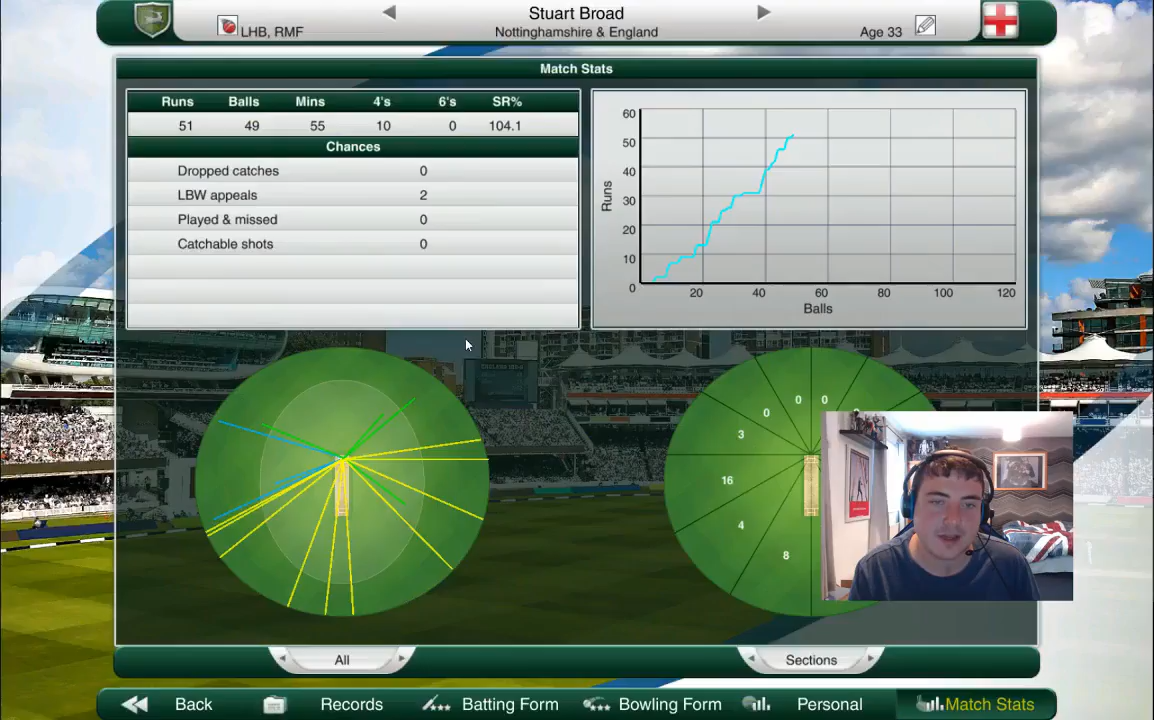 Stuart Broad
LHB, RMF
Nottinghamshire & England
Age 33
Match Stats
Runs Balls Mins 4's 6's SR%
51 49 55 10 0 104.1
Chances
Dropped catches 0
LBW appeals 2
Played & missed 0
Catchable shots 0
60
50
40
30
20
10
0
Runs
20 40 60 80 100 120
Balls
0 0 0
3
16
4
8
All
Sections
Back
Records
Batting Form
Bowling Form
Personal
Match Stats